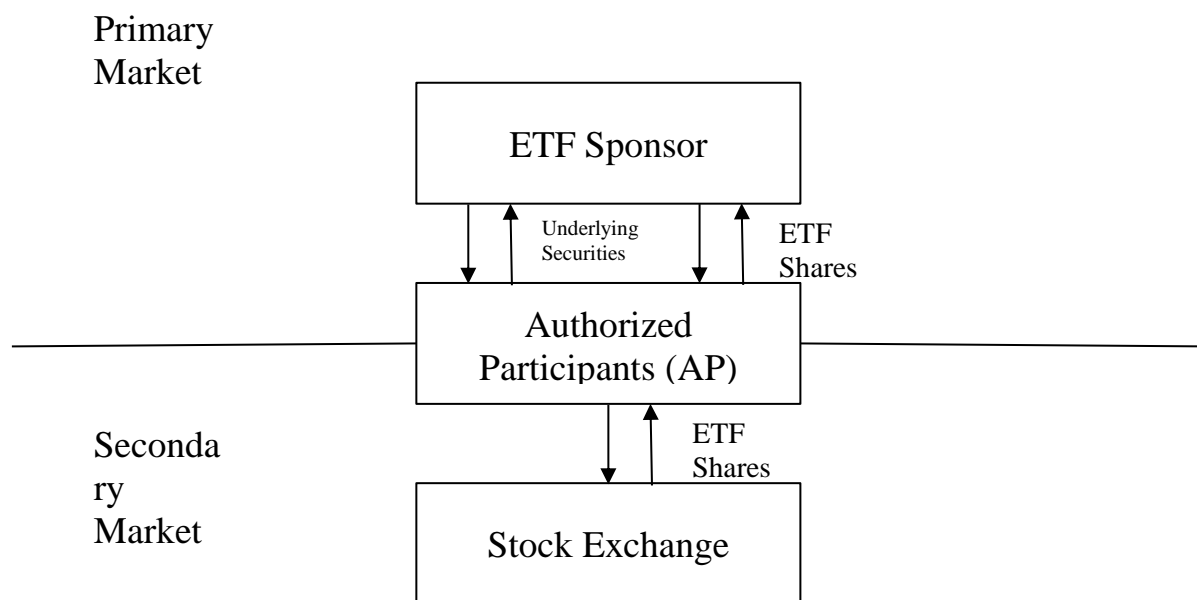 Primary
Market
ETF Sponsor
Underlying
Securities
ETF
Shares
Authorized
Participants (AP)
Seconda
ry
Market
ETF
Shares
Stock Exchange